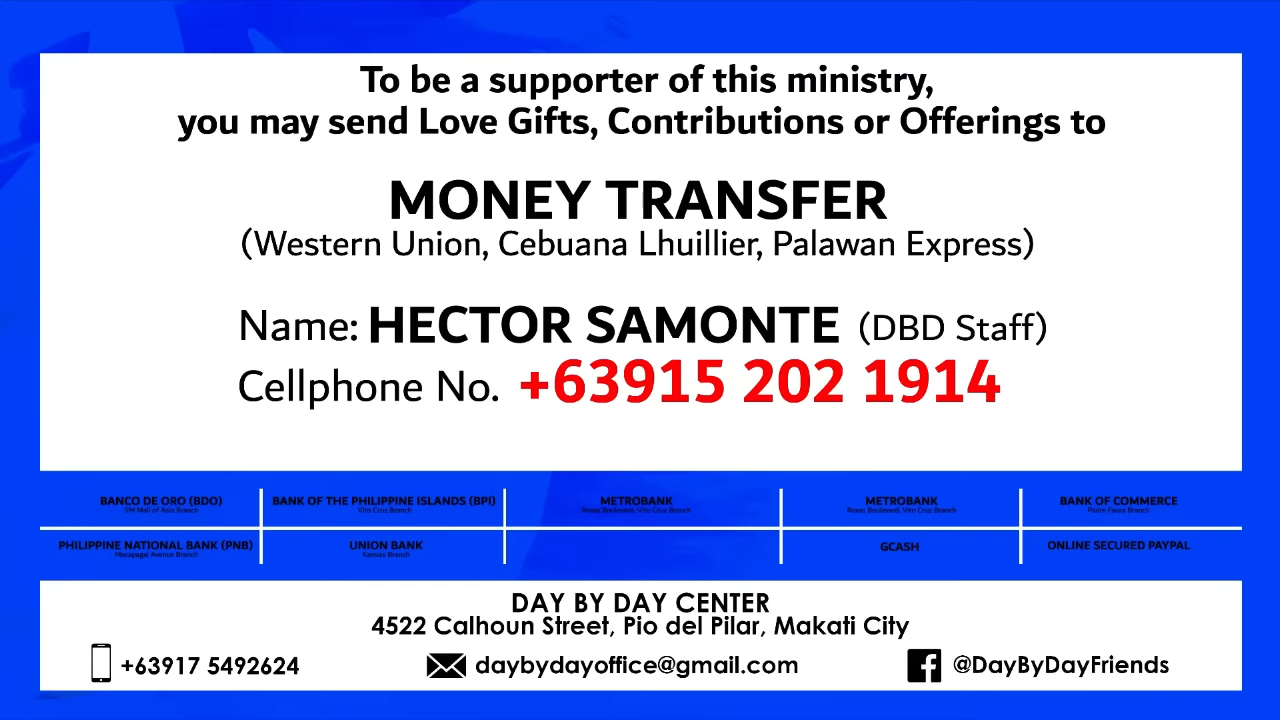 To be a supporter of this ministry,
you may send Love Gifts, Contributions or Offerings to
MONEY TRANSFER
(Western Union, Cebuana Lhuillier, Palawan Express)
Name: HECTOR SAMONTE (DBD Staff)
Cellphone No. +63915 202 1914
BANCO DE ORO (BDO)
SM Mall of Asia Branch
BANK OF THE PHILIPPINE ISLANDS (BPI)
Vito Cruz Branch
METROBANK
Roxas Boulevard, Vito Cruz Branch
METROBANK
Roxas Boulevard, Vito Cruz Branch
BANK OF COMMERCE
Padre Faura Branch
PHILIPPINE NATIONAL BANK (PNB)
Macapagal Avenue Branch
UNION BANK
Kamias Branch
GCASH
ONLINE SECURED PAYPAL
DAY BY DAY CENTER
4522 Calhoun Street, Pio del Pilar, Makati City
+63917 5492624
daybydayoffice@gmail.com
@DayByDayFriends